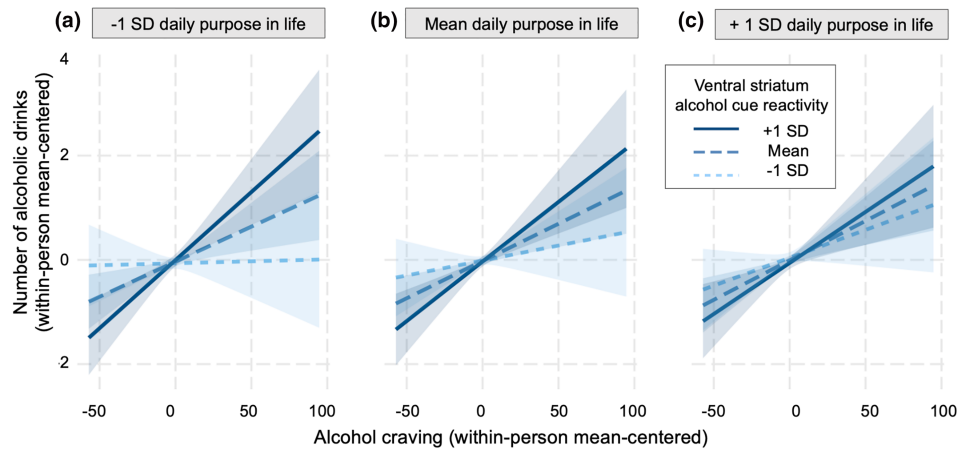 (a) -1 SD daily purpose in life
(b) Mean daily purpose in life
(c) + 1 SD daily purpose in life
Number of alcoholic drinks
(within-person mean-centered)
4
2
0
-2
Ventral striatum
alcohol cue reactivity
+1 SD
Mean
-1 SD
-50 0 50 100
-50 0 50 100
-50 0 50 100
Alcohol craving (within-person mean-centered)